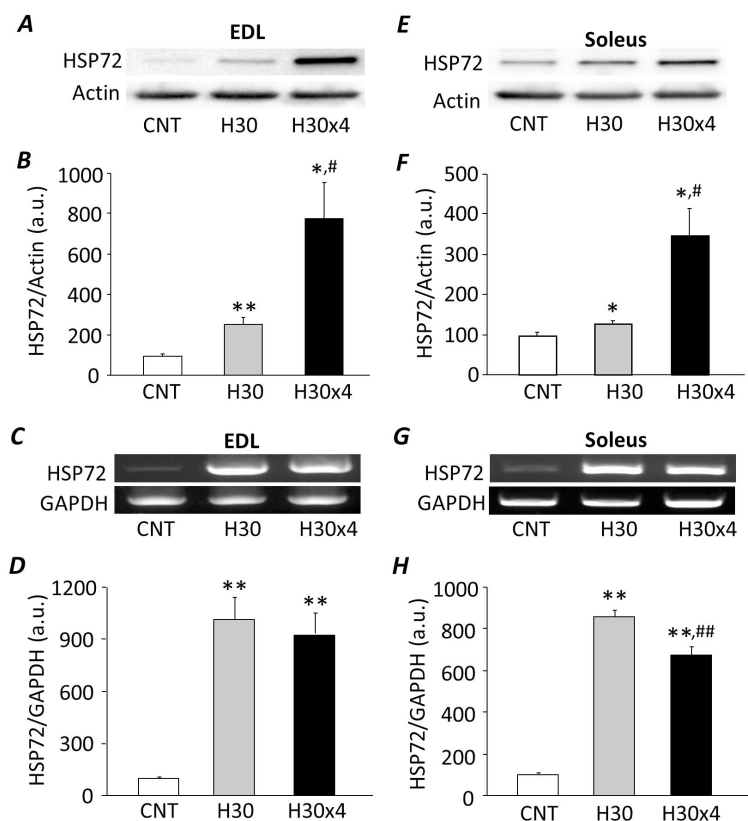 A
EDL
HSP72
Actin
CNT H30 H30x4
B
HSP72/Actin (a.u.)
1000
800
600
400
200
0
**
*,#
CNT H30 H30x4
C
EDL
HSP72
GAPDH
CNT H30 H30x4
D
HSP72/GAPDH (a.u.)
1200
900
600
300
0
**
**
CNT H30 H30x4
E
Soleus
HSP72
Actin
CNT H30 H30x4
F
HSP72/Actin (a.u.)
500
400
300
200
100
0
*
*,#
CNT H30 H30x4
G
Soleus
HSP72
GAPDH
CNT H30 H30x4
H
HSP72/GAPDH (a.u.)
1000
800
600
400
200
0
**
**,##
CNT H30 H30x4